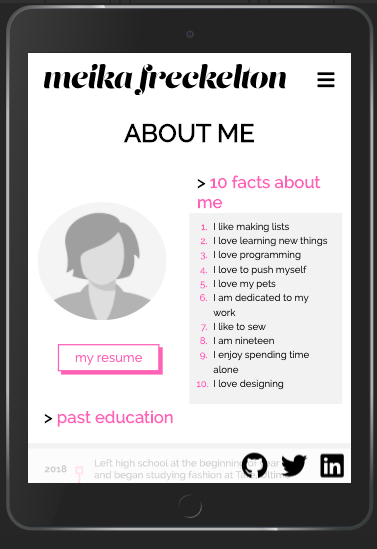 meika freckelton
ABOUT ME
> 10 facts about
me
1. I like making lists
2. I love learning new things
3. I love programming
4. I love to push myself
5. I love my pets
6. I am dedicated to my
work
7. I like to sew
8. I am nineteen
9. I enjoy spending time
alone
10. I love designing
my resume
> past education
2018
Left high school at the beginning of year
and began studying fashion at
in